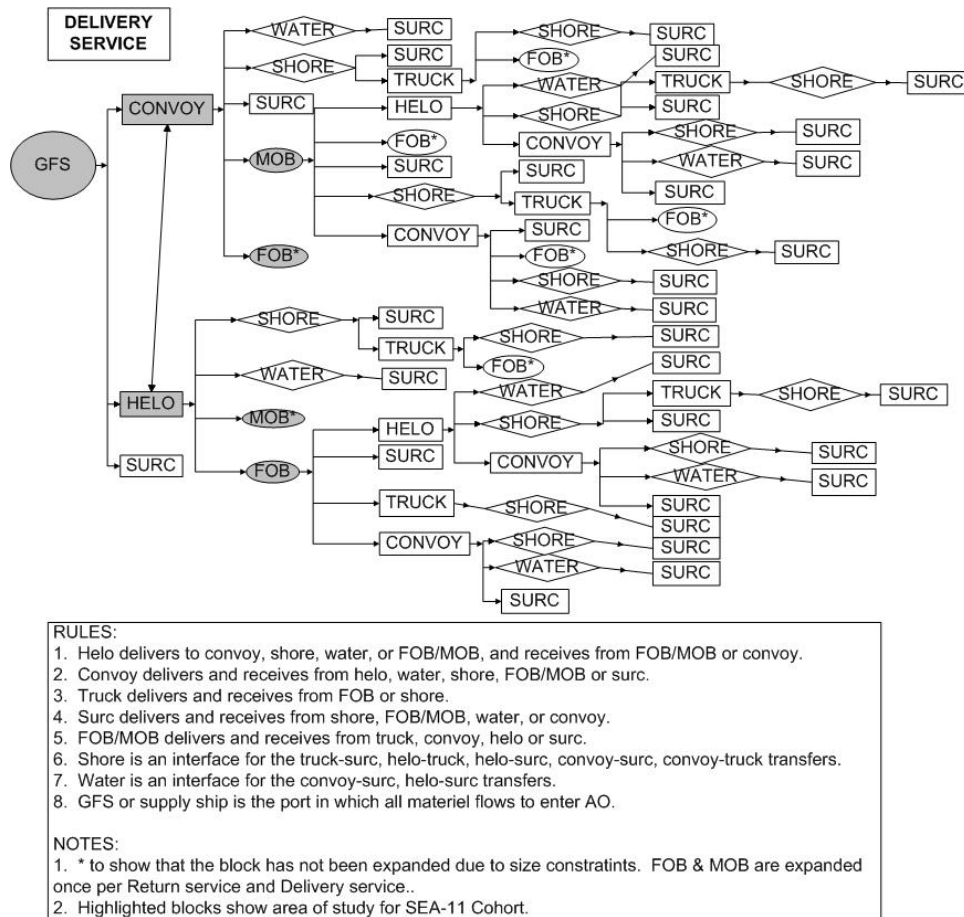 DELIVERY
SERVICE
WATER SURC SHORE SURC
SURC FOB* SURC
SHORE TRUCK WATER TRUCK SHORE SURC
CONVOY SURC HELO SHORE SURC
FOB* CONVOY SHORE SURC
GFS MOB SURC WATER SURC
SURC
SHORE TRUCK SURC
FOB*
CONVOY SURC
FOB* FOB* SHORE SURC
SHORE SURC
WATER SURC
SHORE SURC SHORE SURC
TRUCK FOB* SURC
WATER SURC WATER TRUCK SHORE SURC
HELO MOB* HELO SHORE SURC
SURC FOB SURC CONVOY SHORE SURC
WATER SURC
TRUCK SHORE SURC
SURC
CONVOY SHORE SURC
WATER SURC
SURC
RULES:
1. Helo delivers to convoy, shore, water, or FOB/MOB, and receives from FOB/MOB or convoy.
2. Convoy delivers and receives from helo, water, shore, FOB/MOB or surc.
3. Truck delivers and receives from FOB or shore.
4. Surc delivers and receives from shore, FOB/MOB, water, or convoy.
5. FOB/MOB delivers and receives from truck, convoy, helo or surc.
6. Shore is an interface for the truck-surc, helo-truck, helo-surc, convoy-surc, convoy-truck transfers.
7. Water is an interface for the convoy-surc, helo-surc transfers.
8. GFS or supply ship is the port in which all materiel flows to enter AO.
NOTES:
1. * to show that the block has not been expanded due to size constratints. FOB & MOB are expanded
once per Return service and Delivery service..
2. Highlighted blocks show area of study for SEA-11 Cohort.